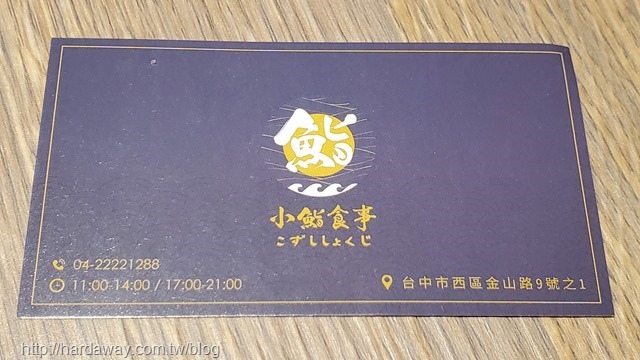 鮨
小鮨食事
こずししょくじ
04-22221288
11:00-14:00 / 17:00-21:00
台中市西區金山路9號之1
http://hardaway.com.tw/blog